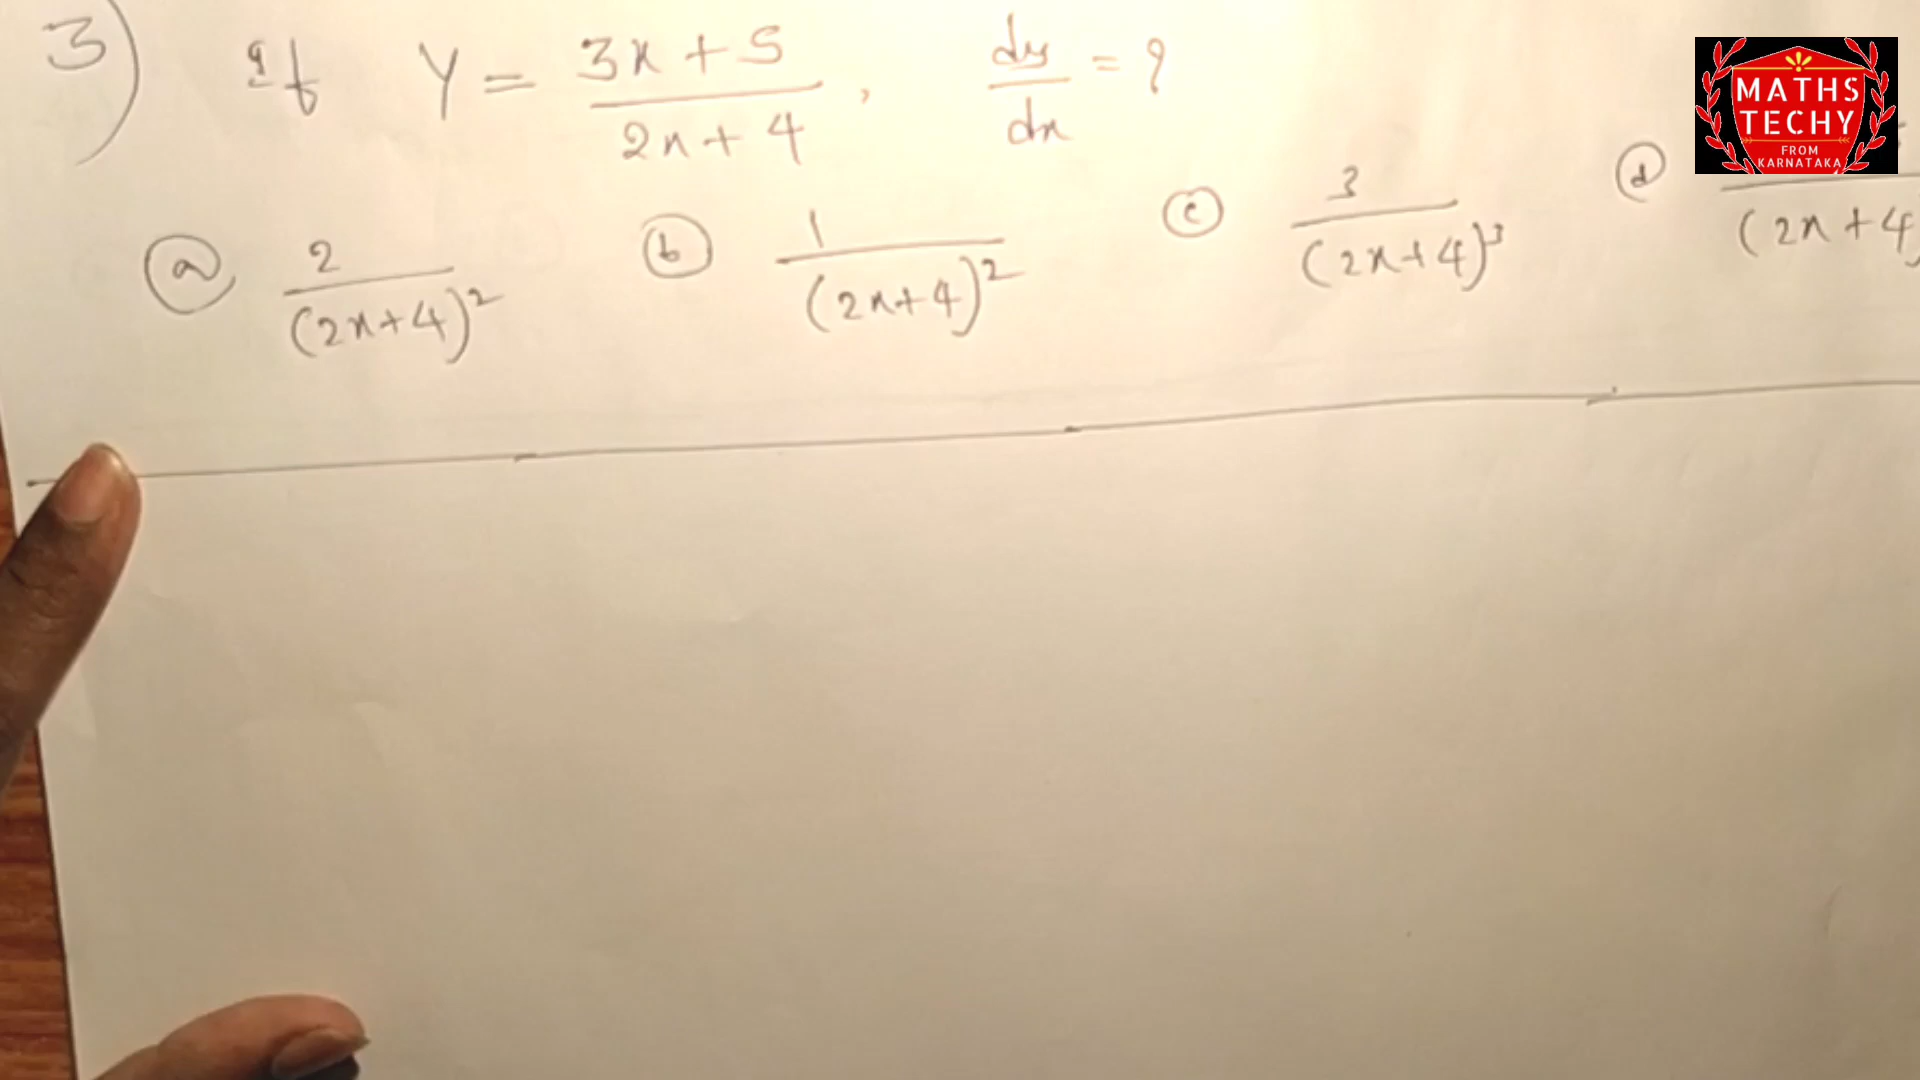 3) If Y = 3x + 5 / 2x + 4 , dy / dx = ?
(a) 2 / (2x+4)^2 (b) 1 / (2x+4)^2 (c) 3 / (2x+4)^3 (d) / (2x+4)
MATHS
TECHY
FROM
KARNATAKA